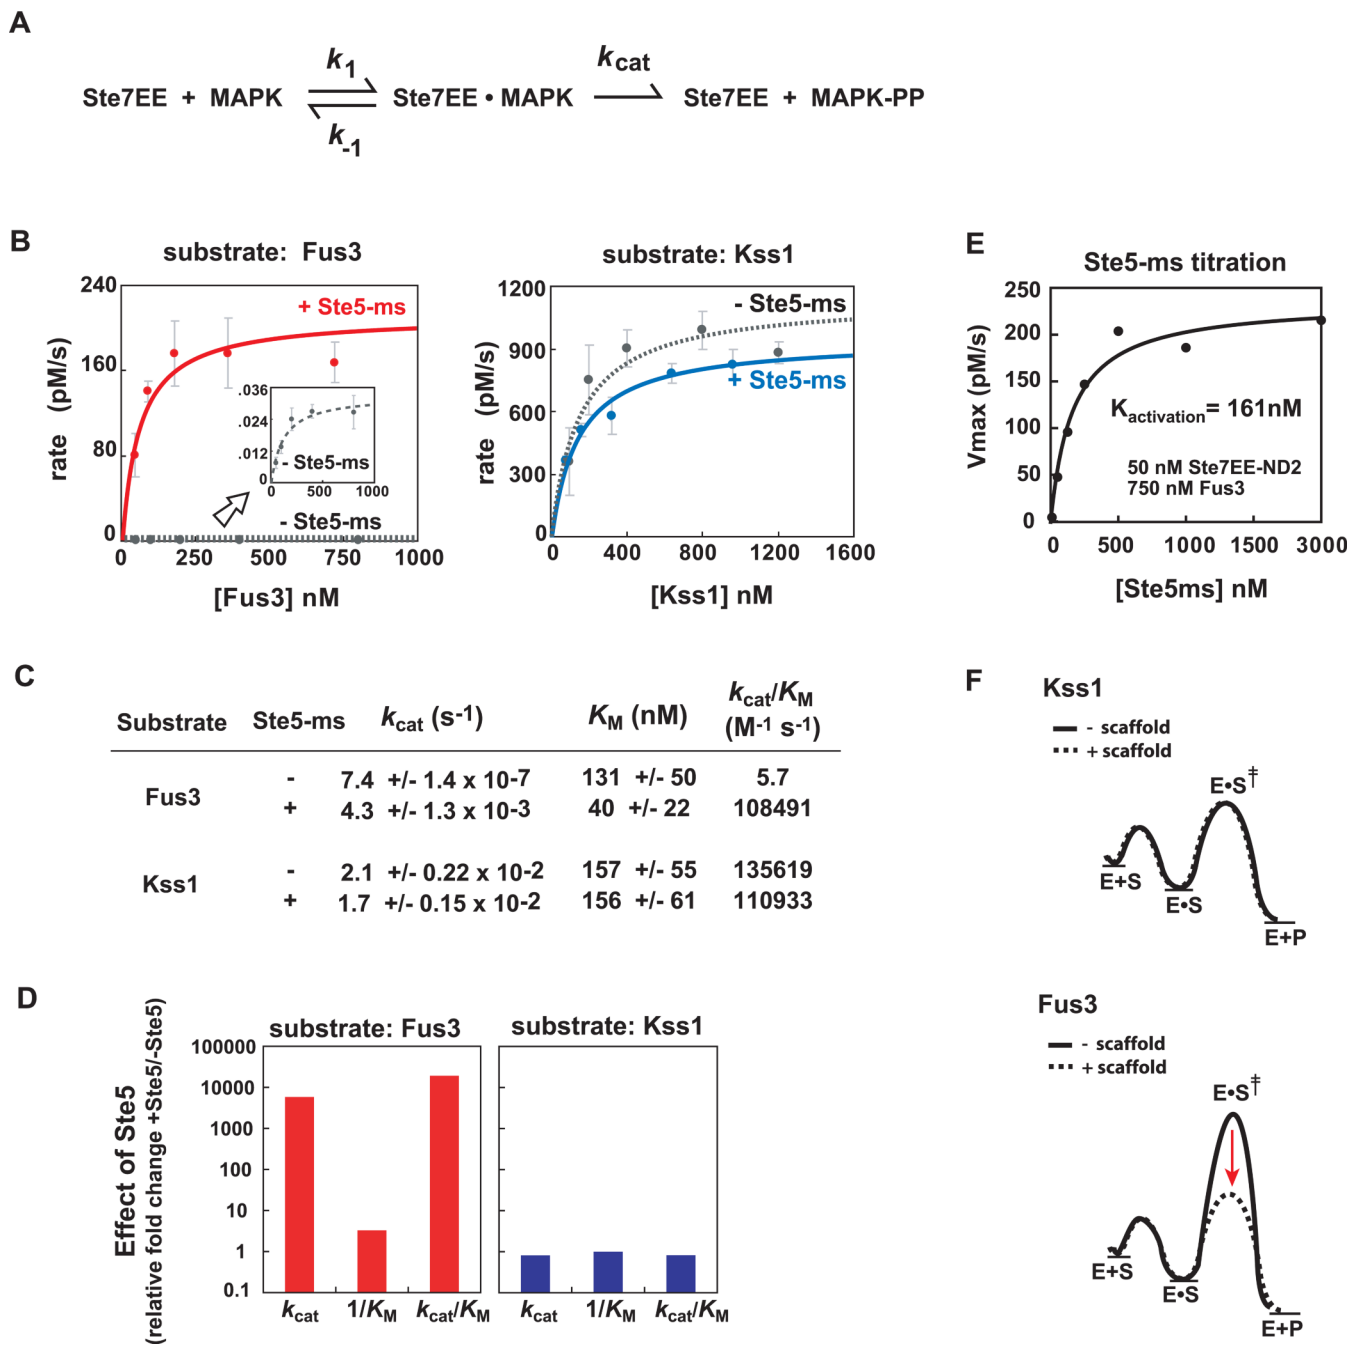 A
k1
kcat
Ste7EE + MAPK
Ste7EE • MAPK
Ste7EE + MAPK-PP
k-1
B
substrate: Fus3
240
160
80
0
rate (pM/s)
+ Ste5-ms
.036
.024
.012
0
- Ste5-ms
0 500 1000
- Ste5-ms
0 250 500 750 1000
[Fus3] nM
substrate: Kss1
1200
900
600
300
0
rate (pM/s)
- Ste5-ms
+ Ste5-ms
0 400 800 1200 1600
[Kss1] nM
E
Ste5-ms titration
250
200
150
100
50
0
Vmax (pM/s)
Kactivation= 161nM
50 nM Ste7EE-ND2
750 nM Fus3
0 500 1000 1500 3000
[Ste5ms] nM
C
Substrate Ste5-ms kcat (s-1) KM (nM) kcat/KM
(M-1 s-1)
Fus3
- 7.4 +/- 1.4 x 10-7 131 +/- 50 5.7
+ 4.3 +/- 1.3 x 10-3 40 +/- 22 108491
Kss1
- 2.1 +/- 0.22 x 10-2 157 +/- 55 135619
+ 1.7 +/- 0.15 x 10-2 156 +/- 61 110933
D
Effect of Ste5
(relative fold change +Ste5/-Ste5)
substrate: Fus3
100000
10000
1000
100
10
1
0.1
kcat 1/KM kcat/KM
substrate: Kss1
kcat 1/KM kcat/KM
F
Kss1
- scaffold
+ scaffold
E•S‡
E+S
E•S
E+P
Fus3
- scaffold
+ scaffold
E•S‡
E+S
E•S
E+P